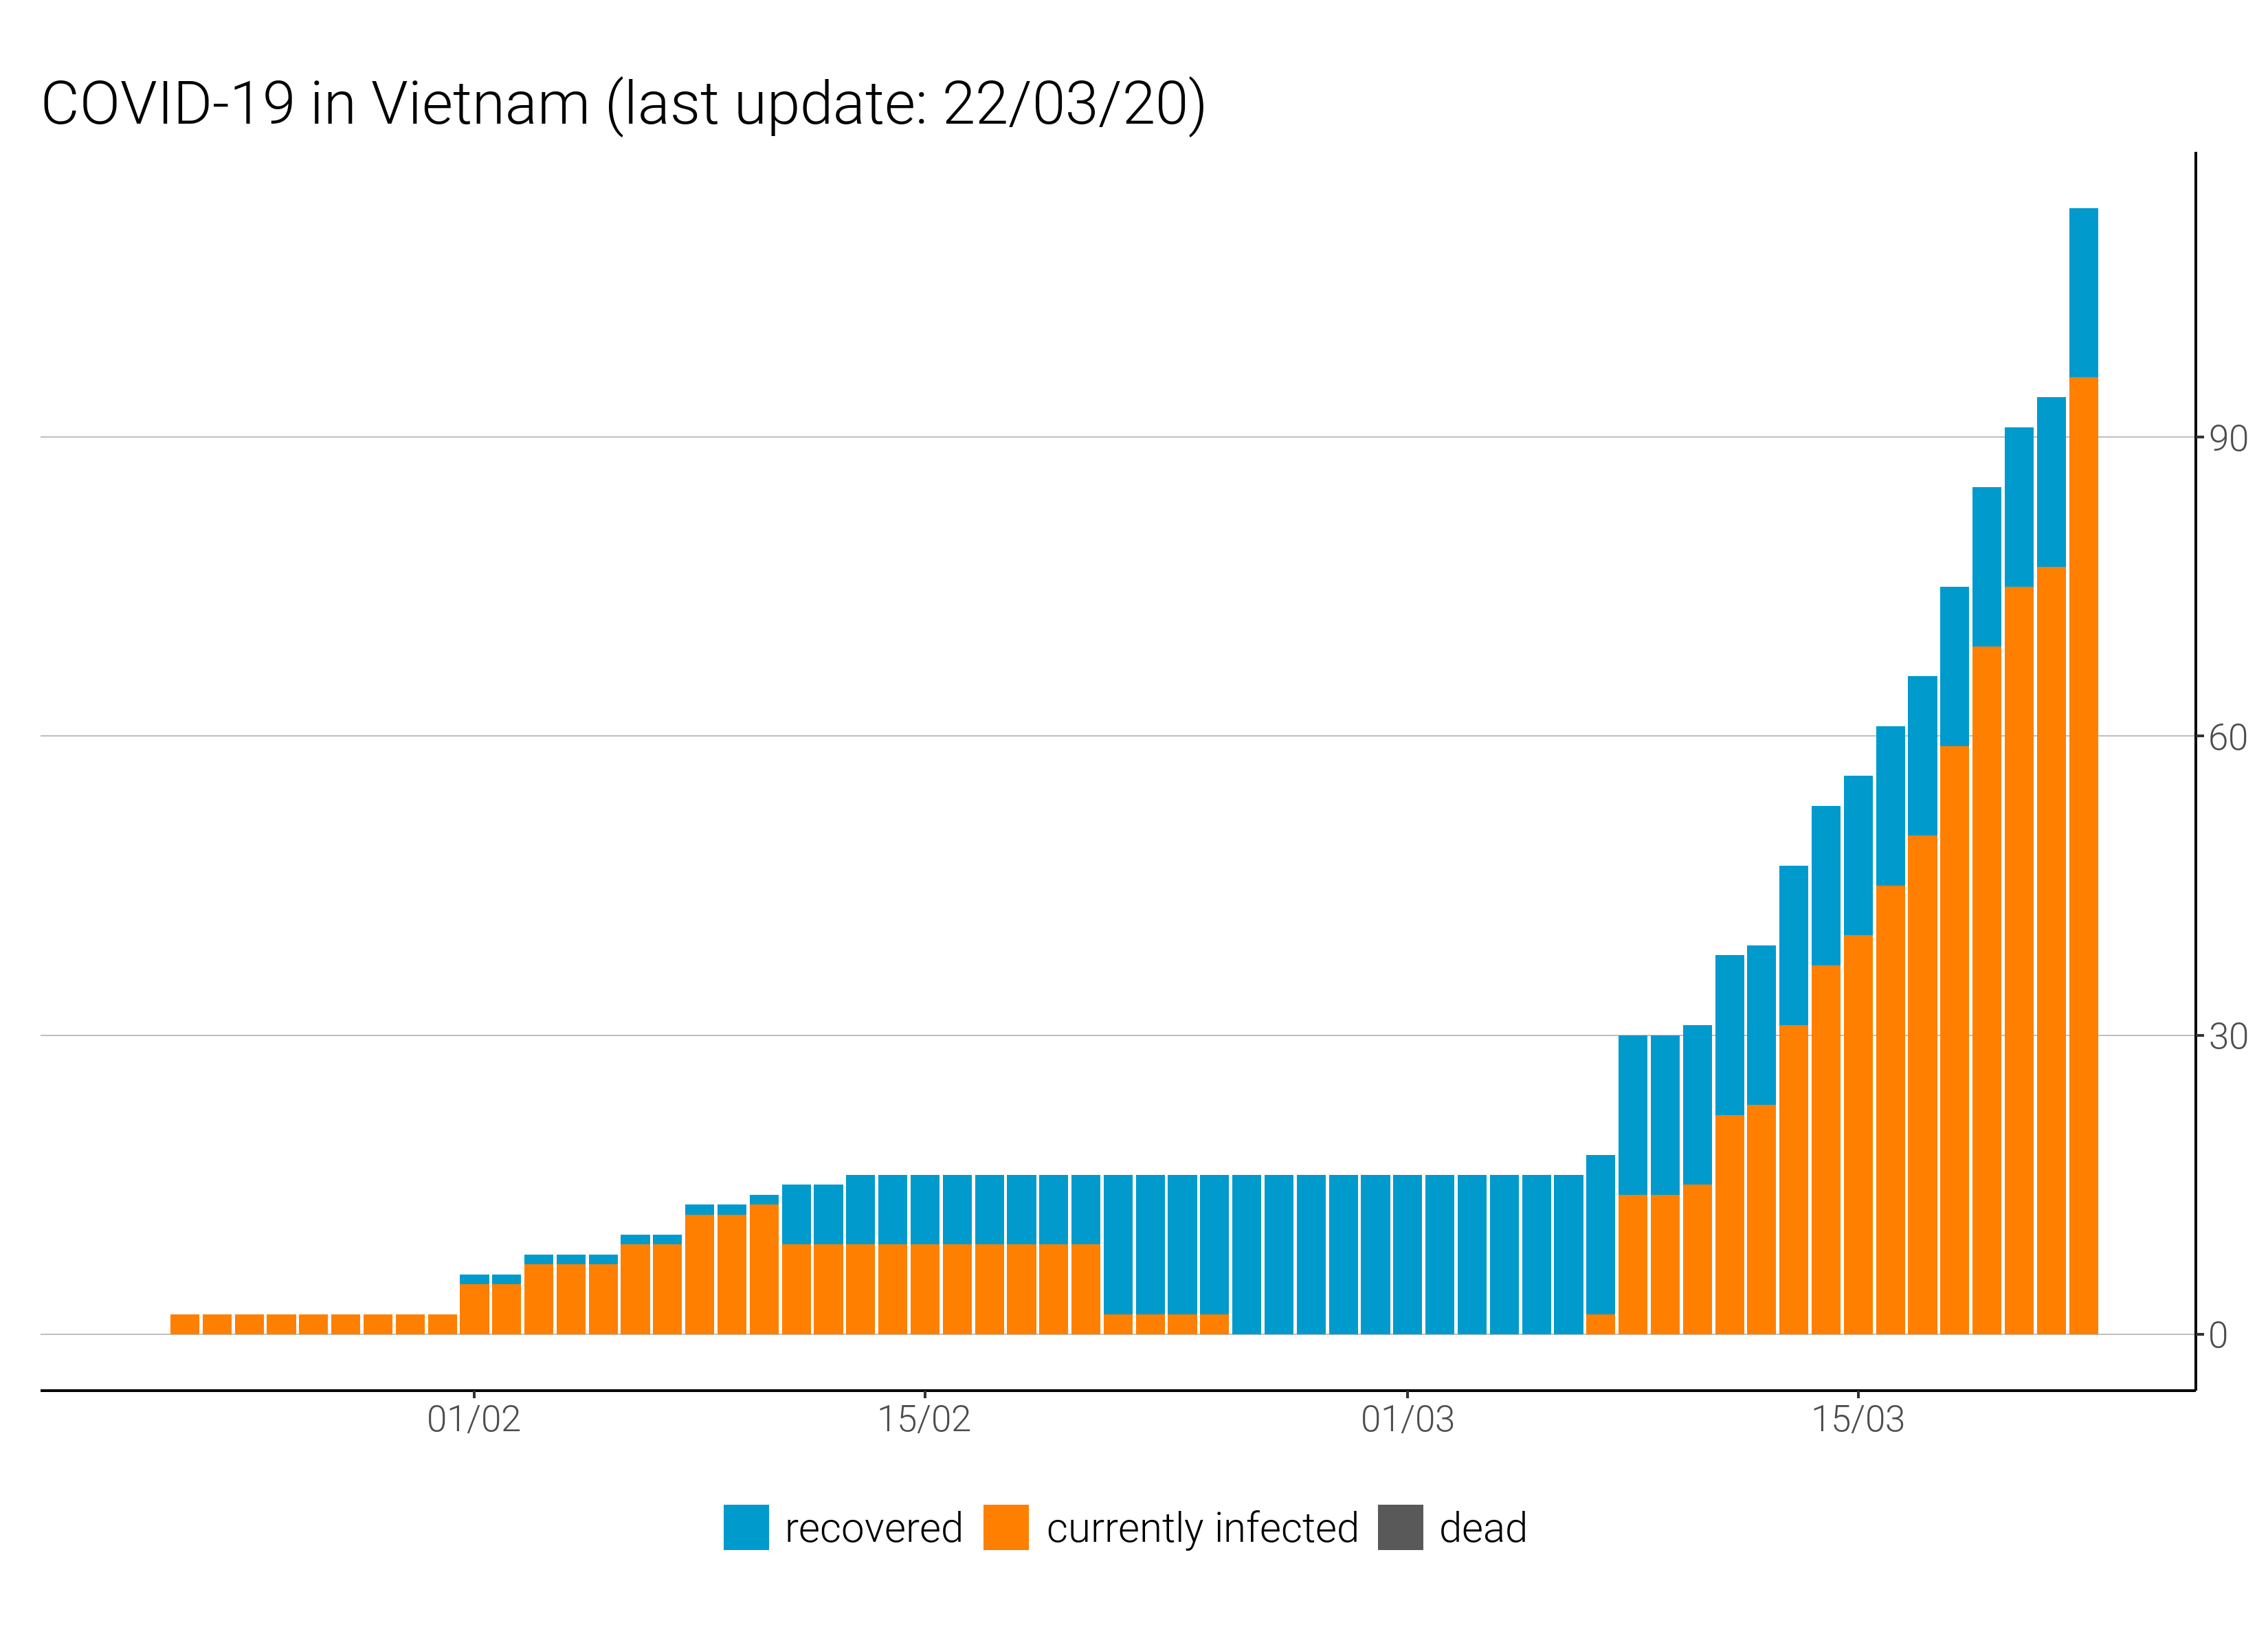 COVID-19 in Vietnam (last update: 22/03/20)
90
60
30
0
01/02 15/02 01/03 15/03
recovered currently infected dead